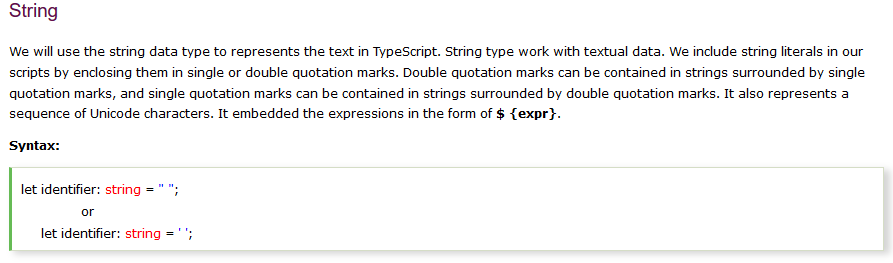 String
We will use the string data type to represents the text in TypeScript. String type work with textual data. We include string literals in our
scripts by enclosing them in single or double quotation marks. Double quotation marks can be contained in strings surrounded by single
quotation marks, and single quotation marks can be contained in strings surrounded by double quotation marks. It also represents a
sequence of Unicode characters. It embedded the expressions in the form of $ {expr}.
Syntax:
let identifier: string = " ";
or
let identifier: string = ' ';